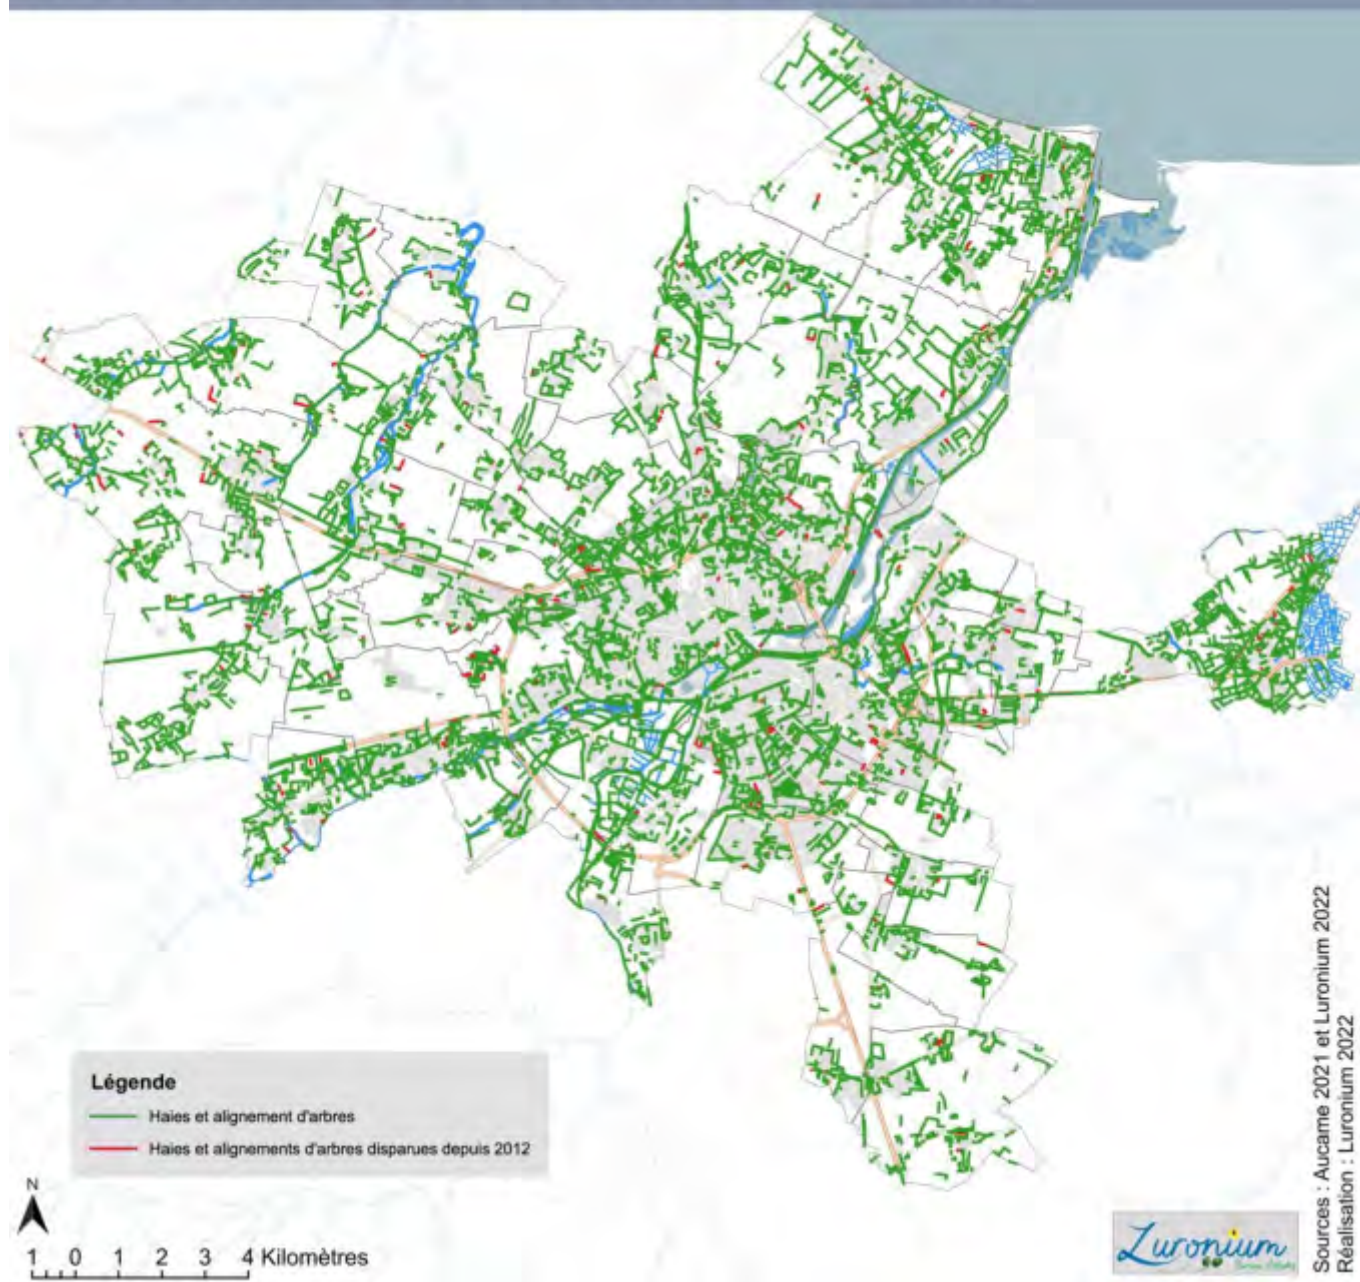 Légende
Haies et alignement d'arbres
Haies et alignements d'arbres disparues depuis 2012
N
1 0 1 2 3 4 Kilomètres
Luronium
Sources : Aucame 2021 et Luronium 2022
Réalisation : Luronium 2022